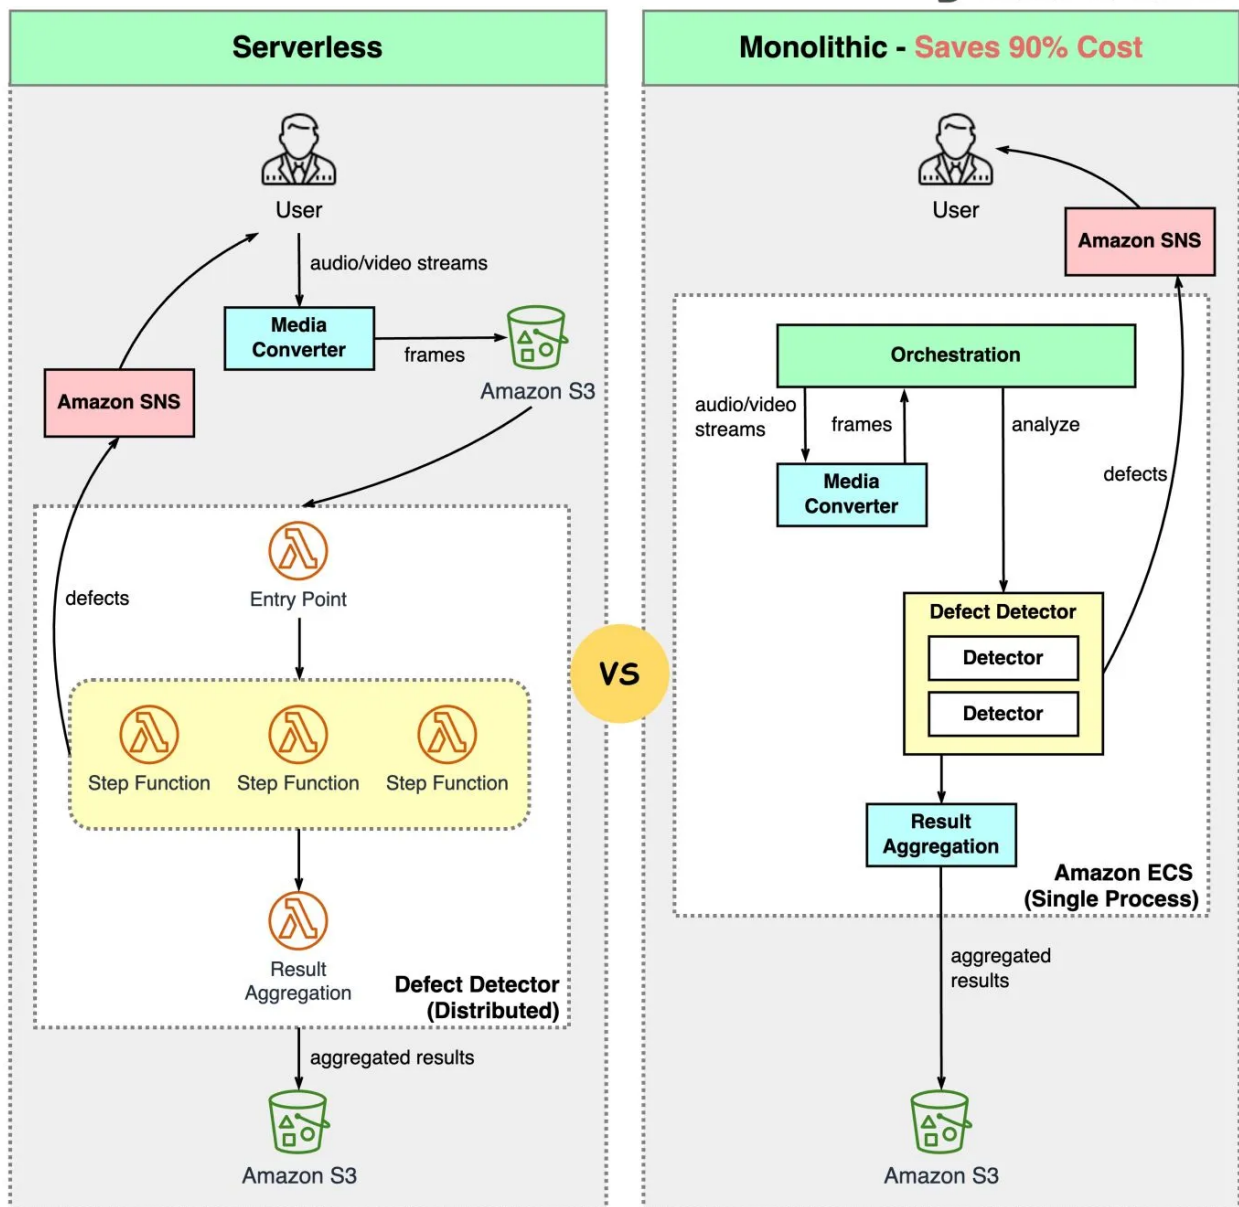 Serverless
User
audio/video streams
Media
Converter
frames
Amazon S3
Amazon SNS
defects
Entry Point
Step Function
Step Function
Step Function
Result
Aggregation
Defect Detector
(Distributed)
aggregated results
Amazon S3
VS
Monolithic - Saves 90% Cost
User
Amazon SNS
Orchestration
audio/video
streams
frames
analyze
defects
Media
Converter
Defect Detector
Detector
Detector
Result
Aggregation
Amazon ECS
(Single Process)
aggregated
results
Amazon S3